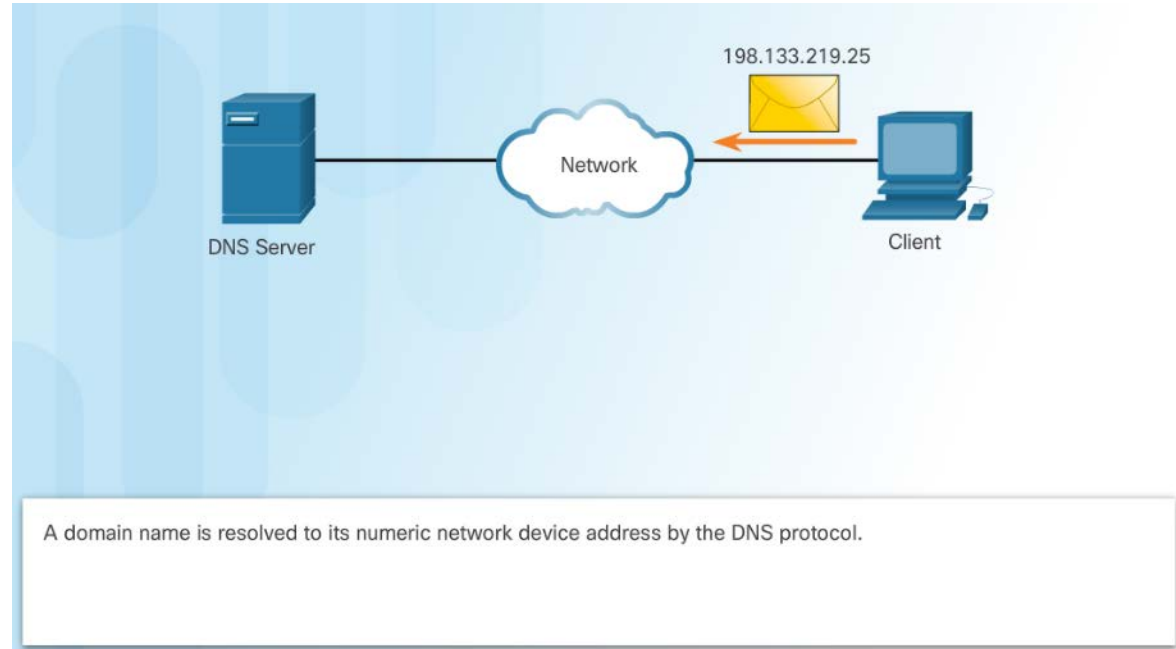 198.133.219.25
Network
DNS Server
Client
A domain name is resolved to its numeric network device address by the DNS protocol.